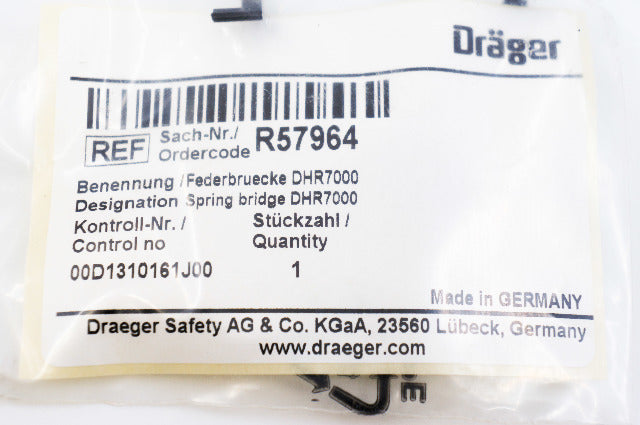 Dräger
REF Sach-Nr./ Ordercode R57964
Benennung /Federbruecke DHR7000
Designation Spring bridge DHR7000
Kontroll-Nr. / Stückzahl /
Control no Quantity
00D1310161J00 1
Made in GERMANY
Draeger Safety AG & Co. KGaA, 23560 Lübeck, Germany
www.draeger.com